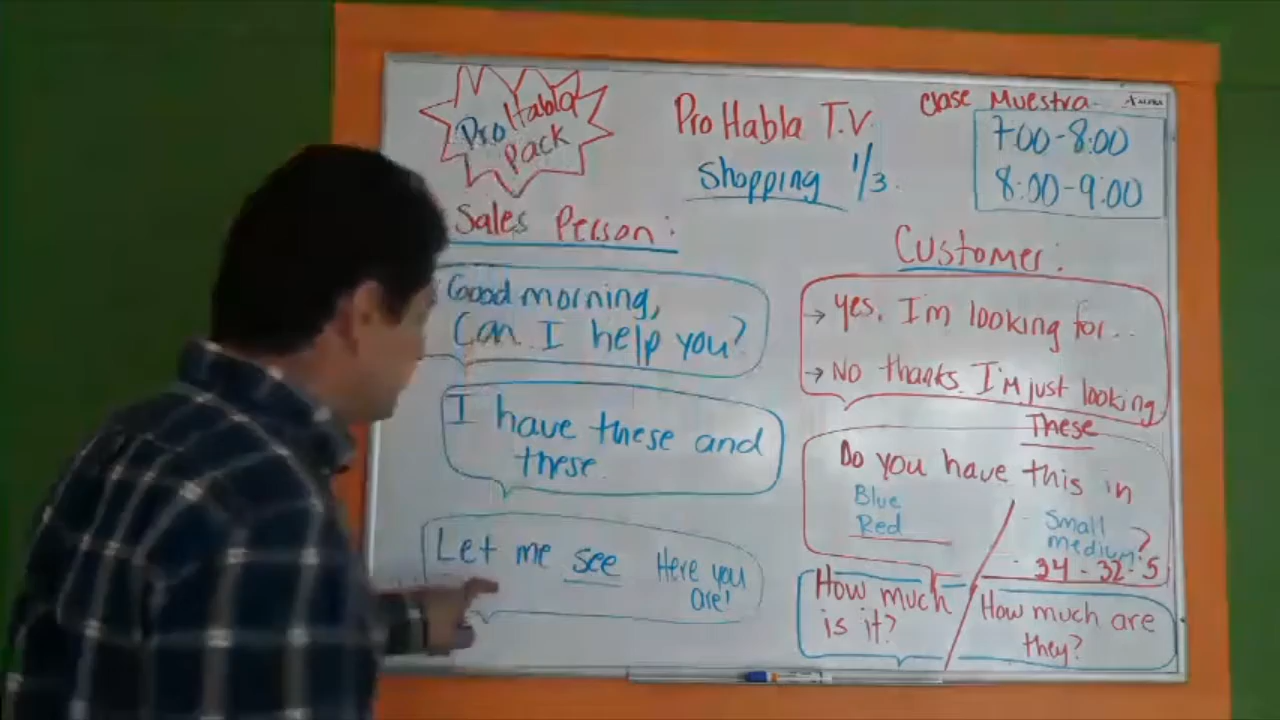 Pro Habla
Pack
Pro Habla T.V.
Shopping 1/3.
Clase Muestra
7:00-8:00
8:00-9:00
Sales Person:
Good morning,
Can I help you?
I have these and
these.
Let me see Here you
are!
Customer:
→ Yes, I'm looking for...
→ No thanks. I'm just looking
These
Do you have this in
Blue
Red
Small
medium?
34 - 32 - 5
How much
is it?
How much are
they?